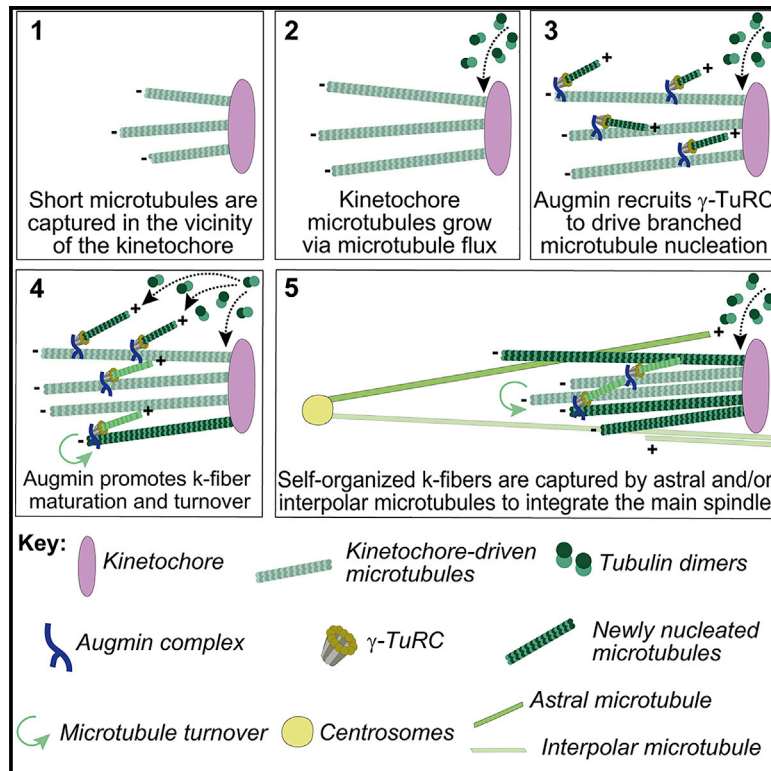 1
-
-
-
Short microtubules are
captured in the vicinity
of the kinetochore
2
-
-
-
Kinetochore
microtubules grow
via microtubule flux
3
+
+
-
-
+
+
-
Augmin recruits γ-TuRC
to drive branched
microtubule nucleation
4
+
+
-
+
-
-
+
-
Augmin promotes k-fiber
maturation and turnover
5
+
-
-
-
-
-
+
Self-organized k-fibers are captured by astral and/or
interpolar microtubules to integrate the main spindle
Key:
Kinetochore
Kinetochore-driven
microtubules
Tubulin dimers
Augmin complex
γ-TuRC
Newly nucleated
microtubules
Microtubule turnover
Centrosomes
Astral microtubule
Interpolar microtubule